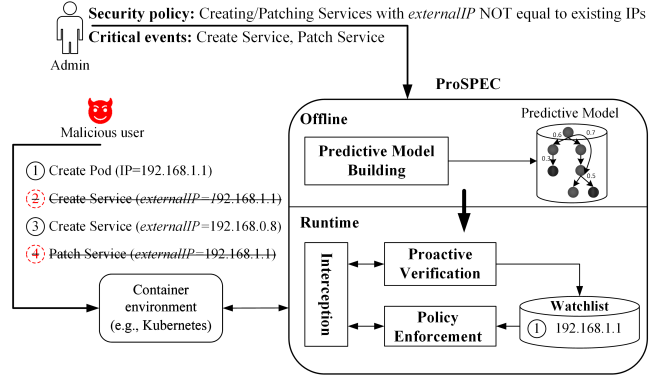 Security policy: Creating/Patching Services with externalIP NOT equal to existing IPs
Critical events: Create Service, Patch Service
Admin
ProSPEC
Malicious user
Offline
Predictive Model
0.6
0.7
0.3
0.5
Predictive Model
Building
1 Create Pod (IP=192.168.1.1)
2 Create Service (externalIP=192.168.1.1)
3 Create Service (externalIP=192.168.0.8)
4 Patch Service (externalIP=192.168.1.1)
Runtime
Interception
Proactive
Verification
Policy
Enforcement
Watchlist
1 192.168.1.1
Container
environment
(e.g., Kubernetes)